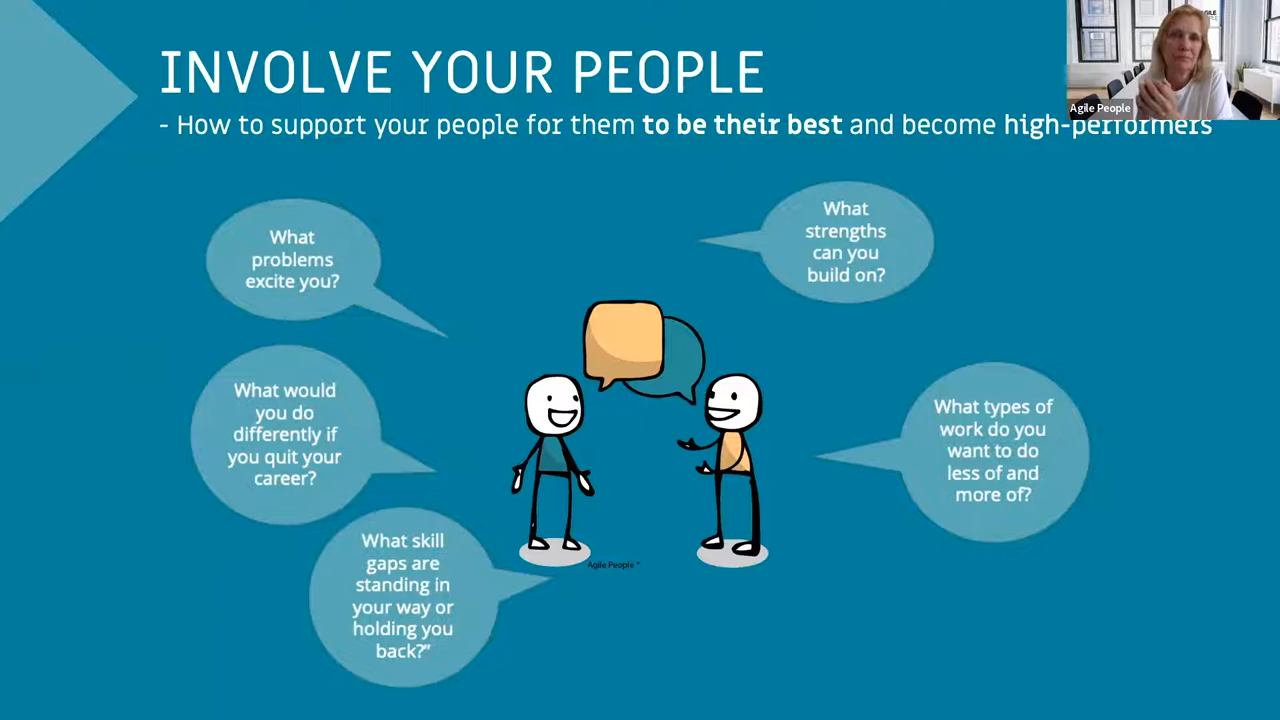 INVOLVE YOUR PEOPLE
- How to support your people for them to be their best and become high-performers
Agile People
What
problems
excite you?
What
strengths
can you
build on?
What would
you do
differently if
you quit your
career?
What types of
work do you
want to do
less of and
more of?
What skill
gaps are
standing in
your way or
holding you
back?”
Agile People